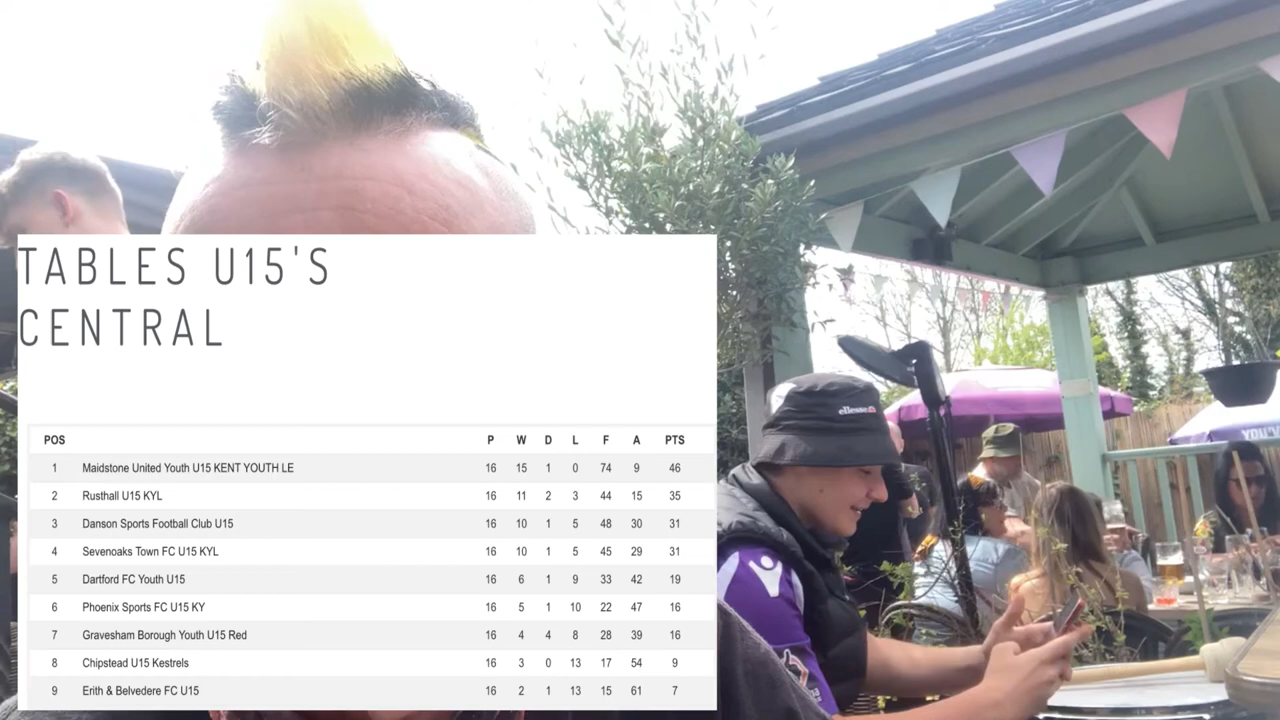 TABLES U15'S
CENTRAL
POS P W D L F A PTS
1 Maidstone United Youth U15 KENT YOUTH LE 16 15 1 0 74 9 46
2 Rusthall U15 KYL 16 11 2 3 44 15 35
3 Danson Sports Football Club U15 16 10 1 5 48 30 31
4 Sevenoaks Town FC U15 KYL 16 10 1 5 45 29 31
5 Dartford FC Youth U15 16 6 1 9 33 42 19
6 Phoenix Sports FC U15 KY 16 5 1 10 22 47 16
7 Gravesham Borough Youth U15 Red 16 4 4 8 28 39 16
8 Chipstead U15 Kestrels 16 3 0 13 17 54 9
9 Erith & Belvedere FC U15 16 2 1 13 15 61 7
ellesse